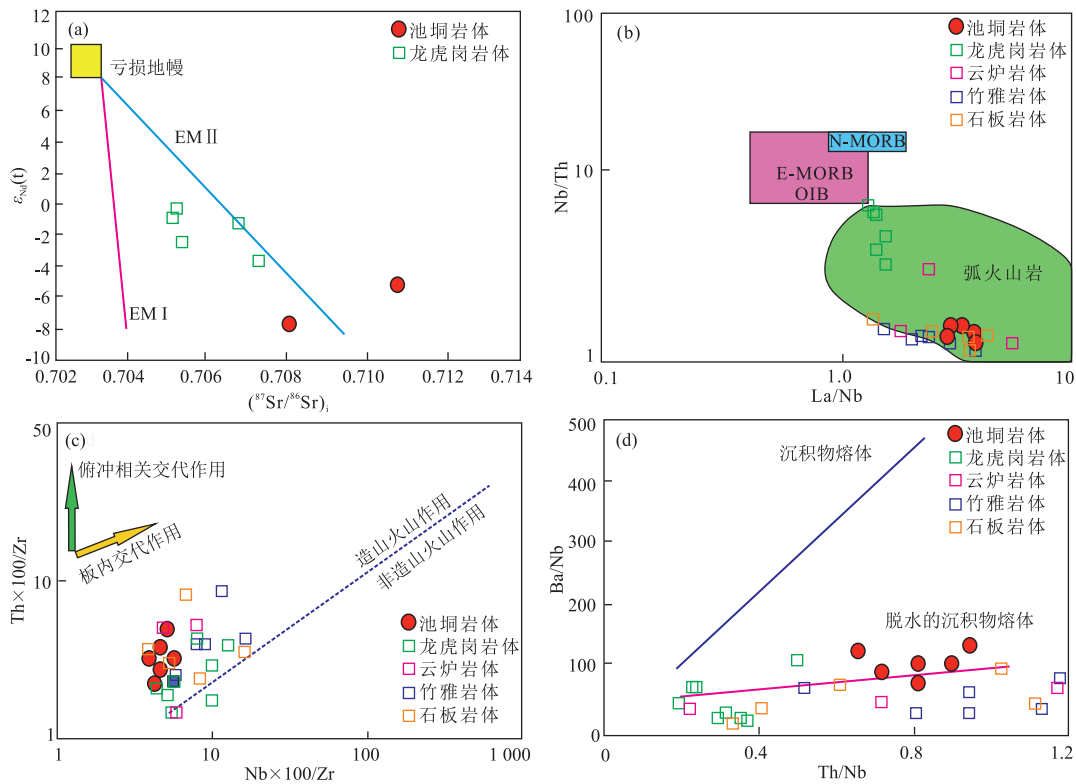 (a)
12
10
8
6
4
2
0
-2
-4
-6
-8
-10
εNd(t)
池垌岩体
龙虎岗岩体
亏损地幔
EMⅡ
EMⅠ
0.702 0.704 0.706 0.708 0.710 0.712 0.714
(⁸⁷Sr/⁸⁶Sr)ᵢ
(b)
100
10
1
Nb/Th
池垌岩体
龙虎岗岩体
云炉岩体
竹雅岩体
石板岩体
N-MORB
E-MORB
OIB
弧火山岩
0.1 1.0 10
La/Nb
(c)
50
10
1
Th×100/Zr
俯冲相关交代作用
板内交代作用
造山火山作用
非造山火山作用
池垌岩体
龙虎岗岩体
云炉岩体
竹雅岩体
石板岩体
1 10 100 1 000
Nb×100/Zr
(d)
500
400
300
200
100
0
Ba/Nb
沉积物熔体
池垌岩体
龙虎岗岩体
云炉岩体
竹雅岩体
石板岩体
脱水的沉积物熔体
0.4 0.8 1.2
Th/Nb